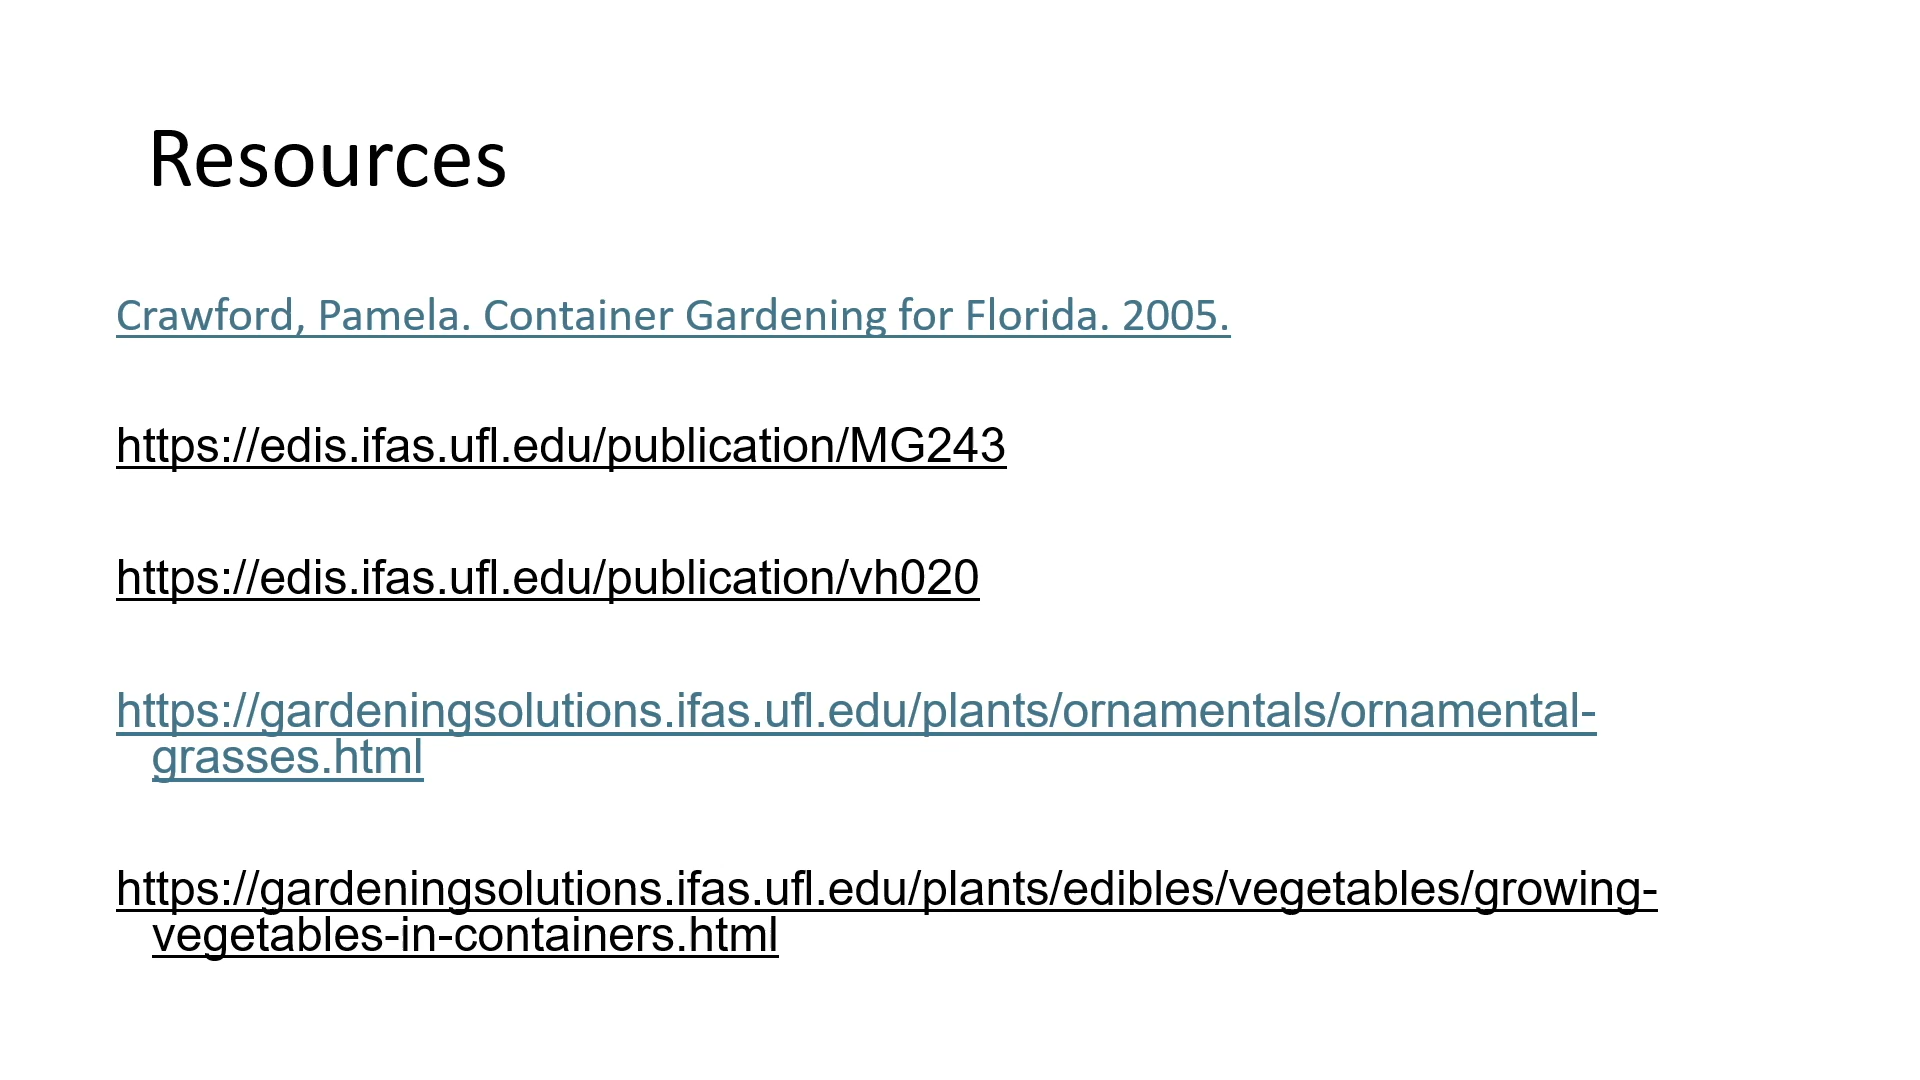 Resources
Crawford, Pamela. Container Gardening for Florida. 2005.
https://edis.ifas.ufl.edu/publication/MG243
https://edis.ifas.ufl.edu/publication/vh020
https://gardeningsolutions.ifas.ufl.edu/plants/ornamentals/ornamental-
grasses.html
https://gardeningsolutions.ifas.ufl.edu/plants/edibles/vegetables/growing-
vegetables-in-containers.html